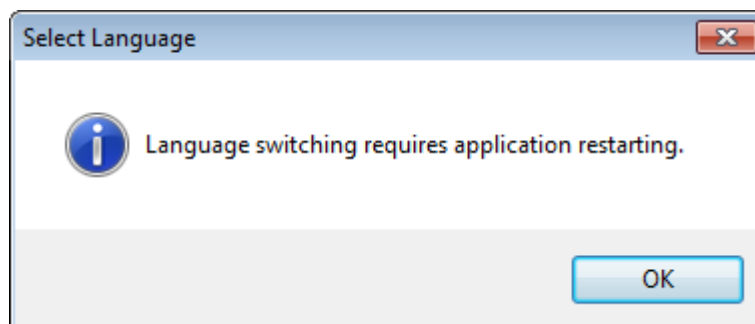 Select Language
Language switching requires application restarting.
OK